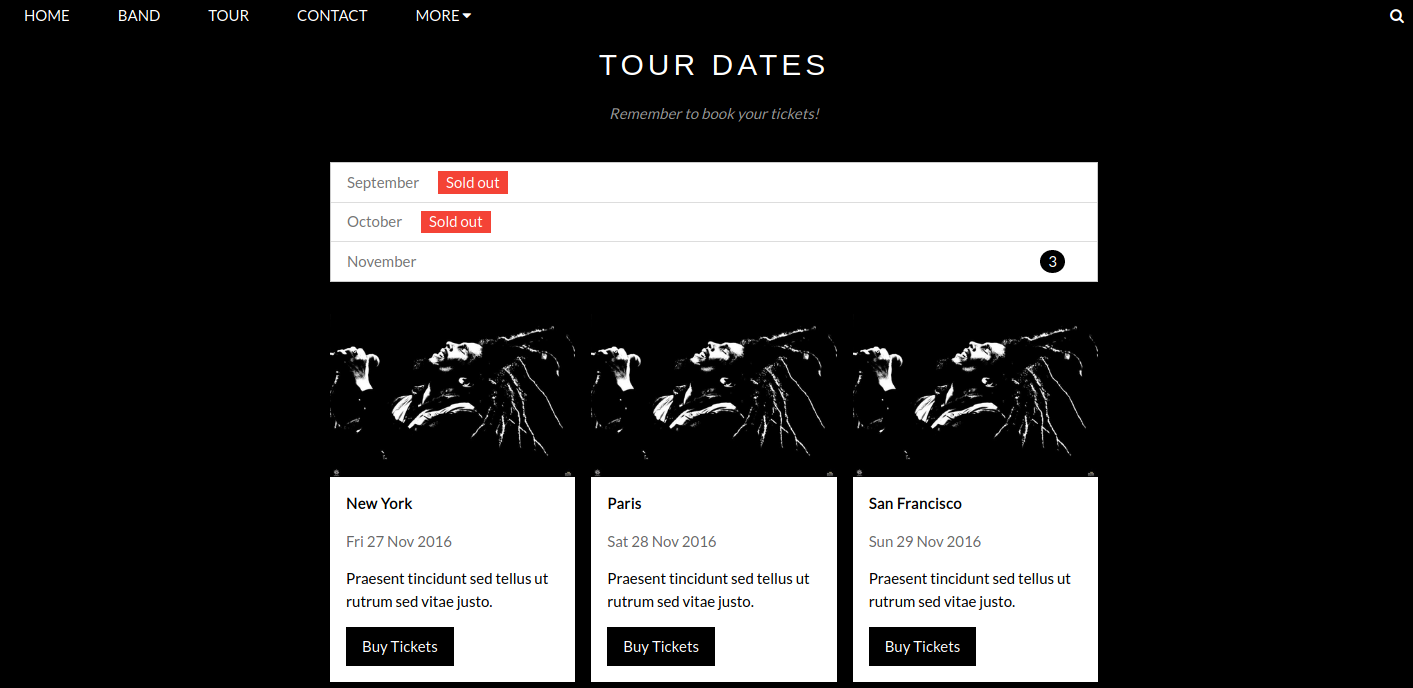 HOME BAND TOUR CONTACT MORE
TOUR DATES
Remember to book your tickets!
September Sold out
October Sold out
November 3
New York
Fri 27 Nov 2016
Praesent tincidunt sed tellus ut
rutrum sed vitae justo.
Buy Tickets
Paris
Sat 28 Nov 2016
Praesent tincidunt sed tellus ut
rutrum sed vitae justo.
Buy Tickets
San Francisco
Sun 29 Nov 2016
Praesent tincidunt sed tellus ut
rutrum sed vitae justo.
Buy Tickets